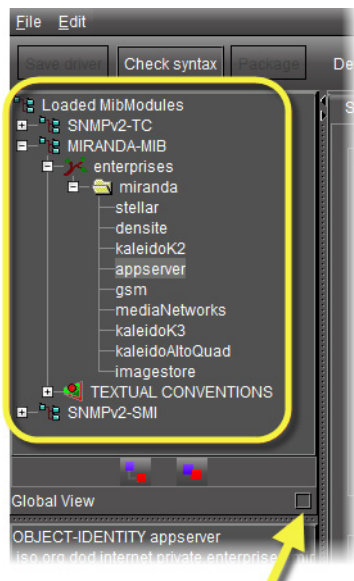 File Edit
Save driver Check syntax Package De
Loaded MibModules
SNMPv2-TC
MIRANDA-MIB
enterprises
miranda
stellar
densite
kaleidoK2
appserver
gsm
mediaNetworks
kaleidoK3
kaleidoAltoQuad
imagestore
TEXTUAL CONVENTIONS
SNMPv2-SMI
Global View
OBJECT-IDENTITY appserver
iso.org.dod.internet.private.enterprises